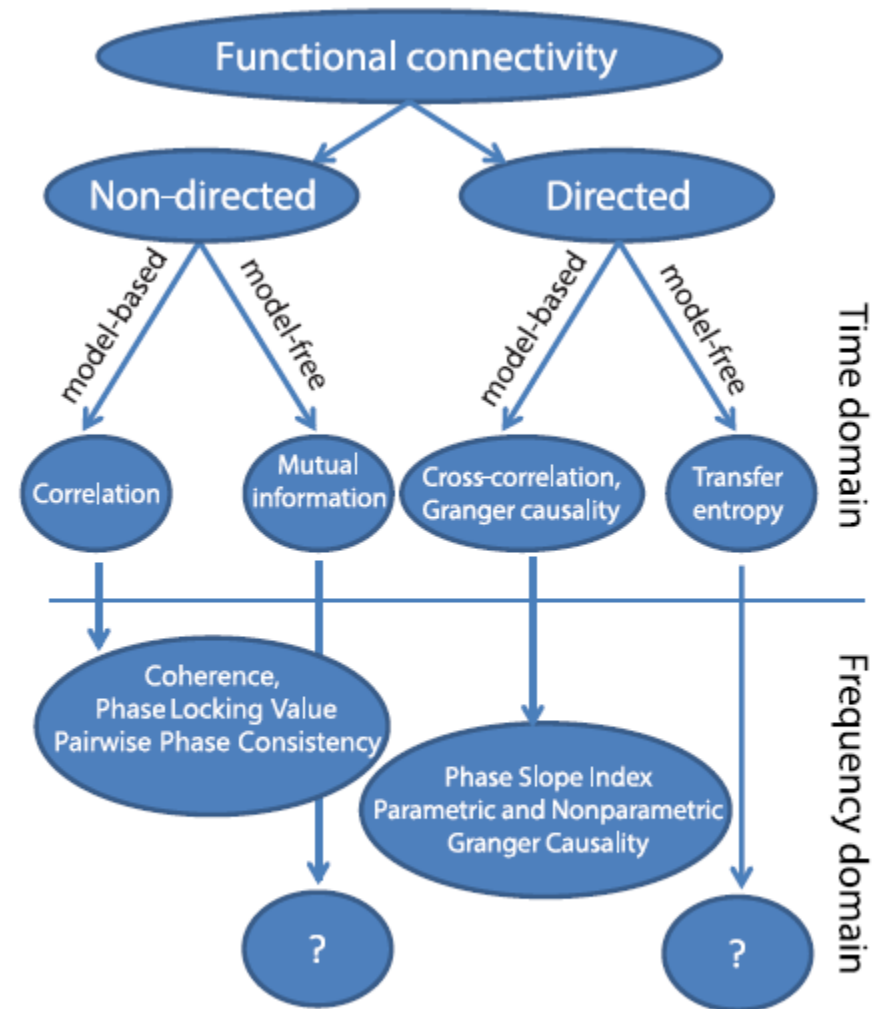 Functional connectivity
Non-directed
Directed
model-based
model-free
model-based
model-free
Time domain
Correlation
Mutual
information
Cross-correlation,
Granger causality
Transfer
entropy
Frequency domain
Coherence,
Phase Locking Value
Pairwise Phase Consistency
Phase Slope Index
Parametric and Nonparametric
Granger Causality
?
?